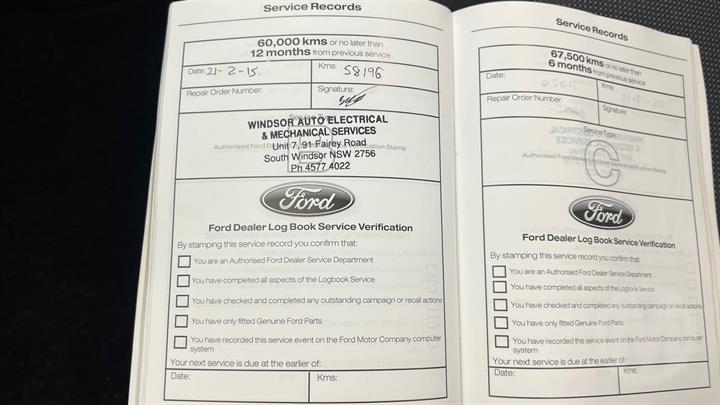 Service Records
60,000 kms or no later than
12 months from previous service
Date: 21-2-15.
Kms: 58196
Repair Order Number:
Signature:
Service Type
WINDSOR AUTO ELECTRICAL
& MECHANICAL SERVICES
Unit 7, 91 Fairey Road
South Windsor NSW 2756
Ph 4577 4022
Ford
Ford Dealer Log Book Service Verification
By stamping this service record you confirm that:
You are an Authorised Ford Dealer Service Department
You have completed all aspects of the Logbook Service
You have checked and completed any outstanding campaign or recall actions
You have only fitted Genuine Ford Parts
You have recorded this service event on the Ford Motor Company computer
system
Your next service is due at the earlier of:
Date:
Kms:
Service Records
67,500 kms or no later than
6 months from previous service
Date:
Kms:
Repair Order Number:
Signature:
Service Type
C
Authorised Ford Dealer Log Book Service Verification Stamp
Ford
Ford Dealer Log Book Service Verification
By stamping this service record you confirm that:
You are an Authorised Ford Dealer Service Department
You have completed all aspects of the Logbook Service
You have checked and completed any outstanding campaign or recall actions
You have only fitted Genuine Ford Parts
You have recorded this service event on the Ford Motor Company computer
system
Your next service is due at the earlier of:
Date:
Kms: